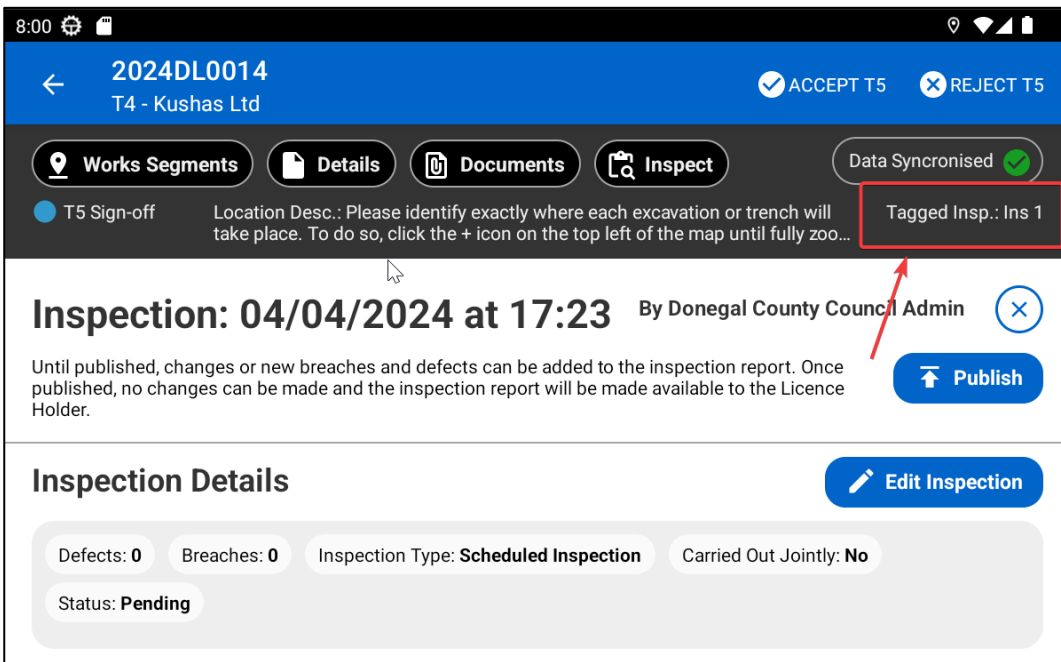 8:00
2024DL0014
T4 - Kushas Ltd
ACCEPT T5
REJECT T5
Works Segments
Details
Documents
Inspect
Data Syncronised
T5 Sign-off
Location Desc.: Please identify exactly where each excavation or trench will
take place. To do so, click the + icon on the top left of the map until fully zoo...
Tagged Insp.: Ins 1
Inspection: 04/04/2024 at 17:23
By Donegal County Council Admin
Until published, changes or new breaches and defects can be added to the inspection report. Once
published, no changes can be made and the inspection report will be made available to the Licence
Holder.
Publish
Inspection Details
Edit Inspection
Defects: 0
Breaches: 0
Inspection Type: Scheduled Inspection
Carried Out Jointly: No
Status: Pending